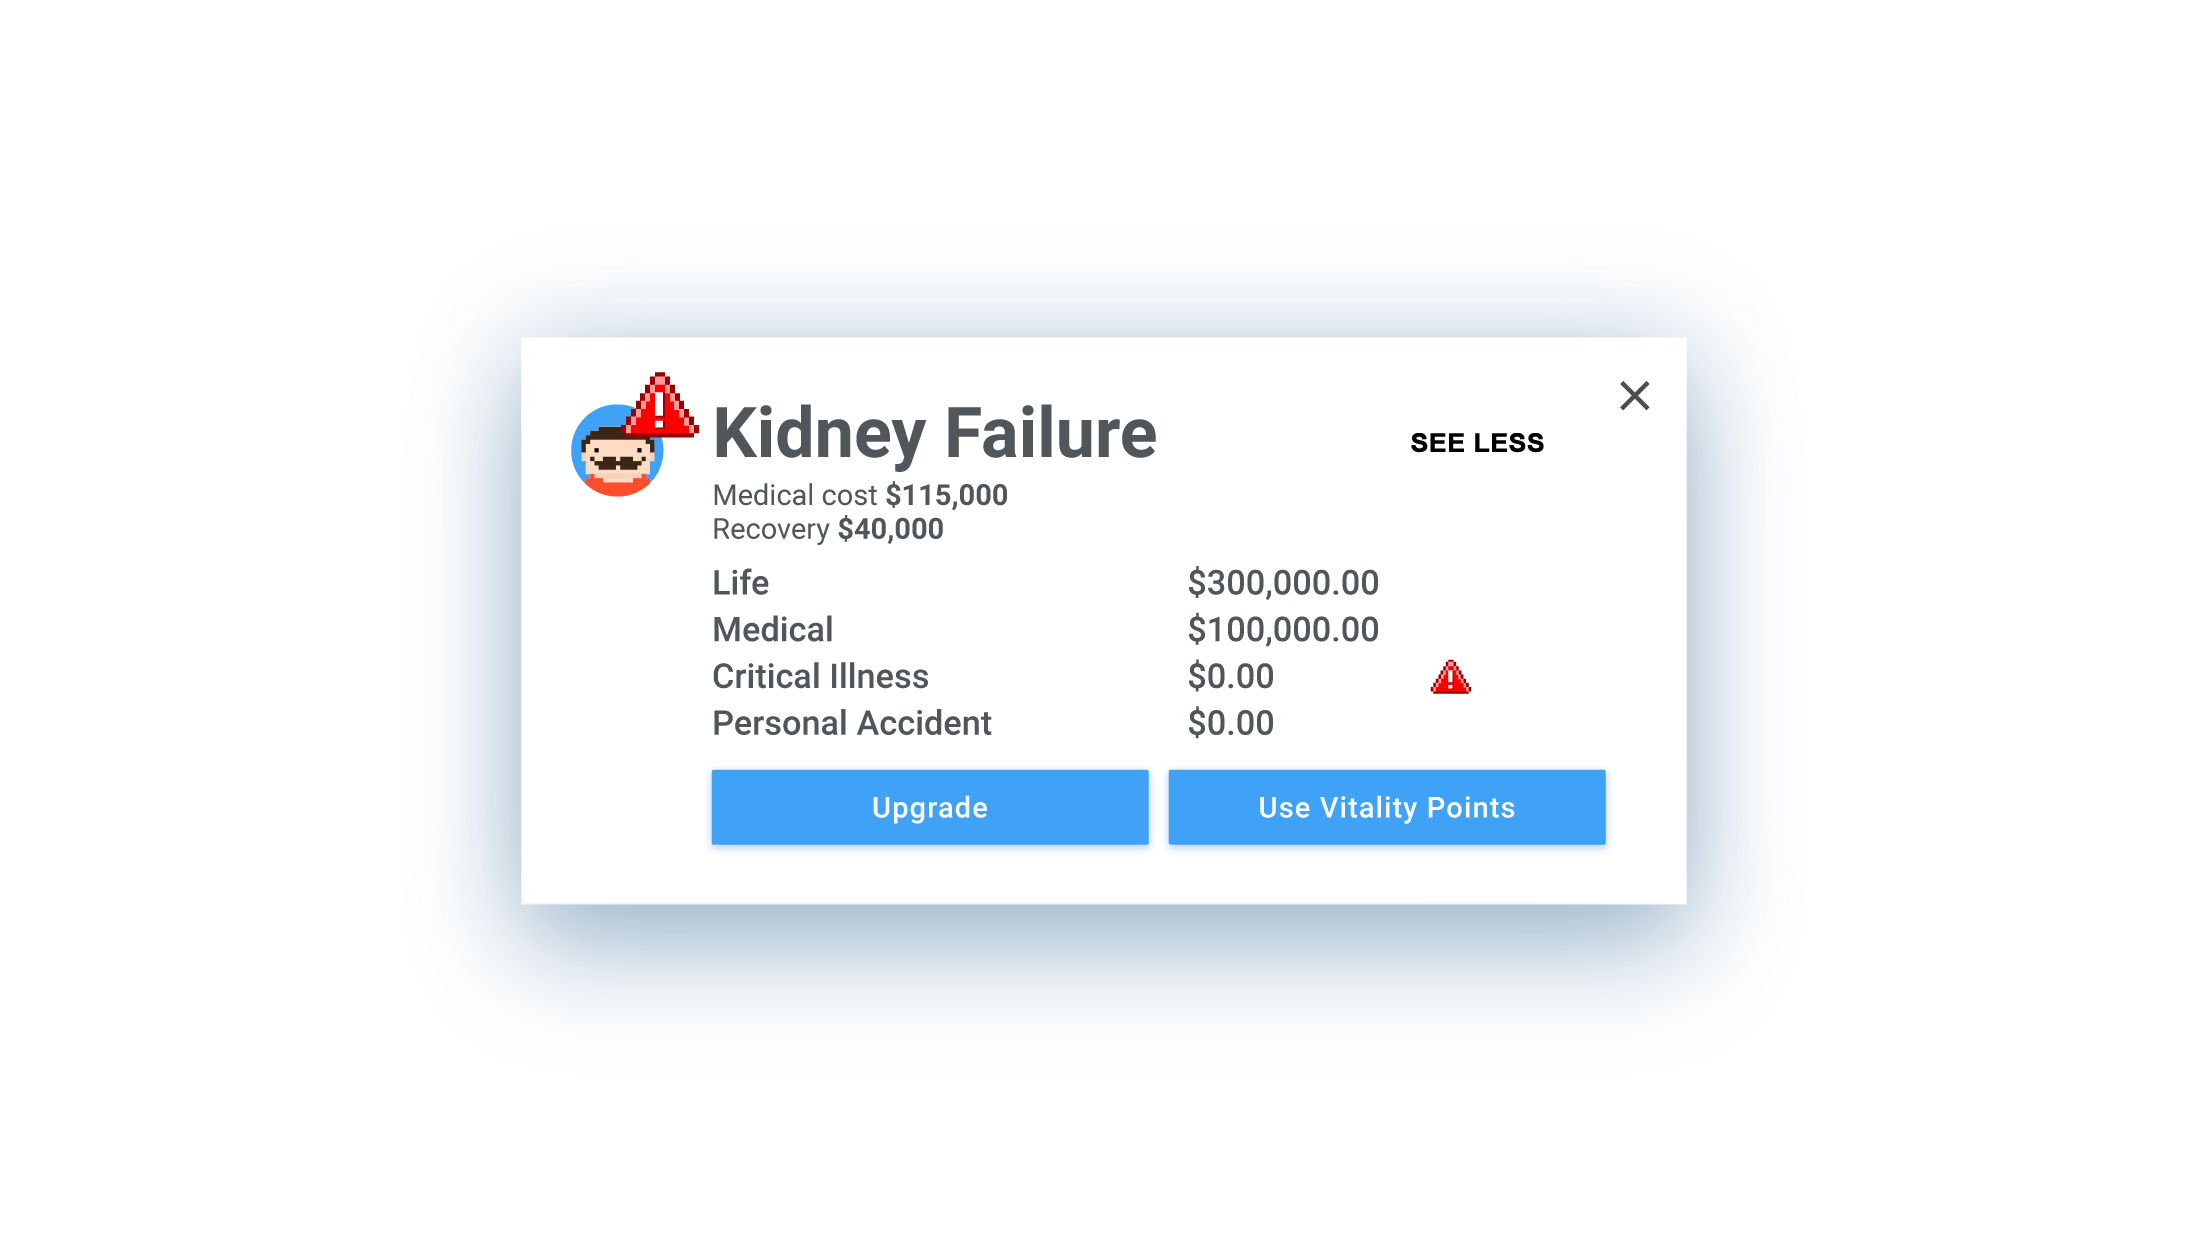 Kidney Failure
SEE LESS
Medical cost $115,000
Recovery $40,000
Life $300,000.00
Medical $100,000.00
Critical Illness $0.00
Personal Accident $0.00
Upgrade Use Vitality Points